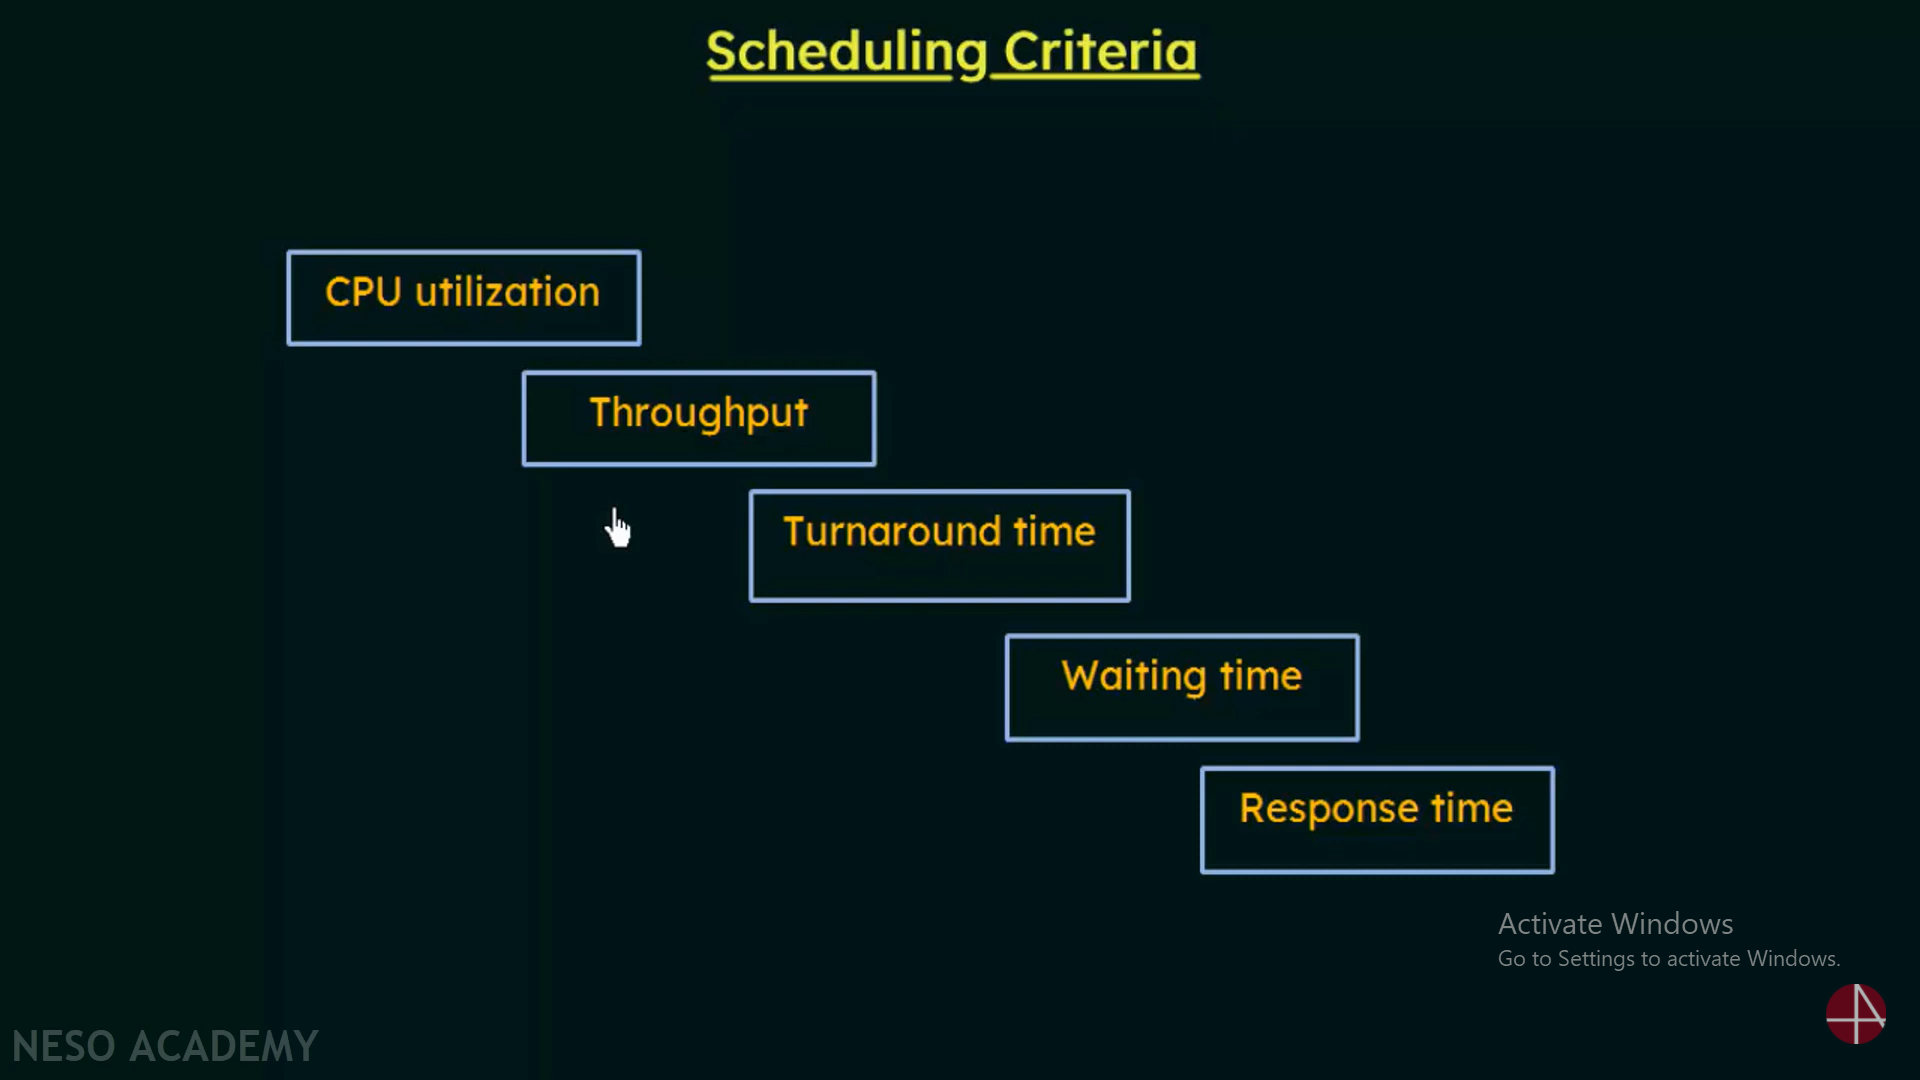 Scheduling Criteria
CPU utilization
Throughput
Turnaround time
Waiting time
Response time
Activate Windows
Go to Settings to activate Windows.
NESO ACADEMY